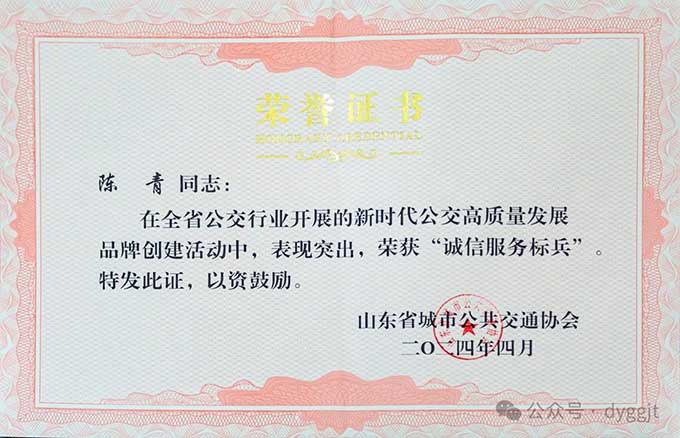 荣誉证书
HONORARY CREDENTIAL
陈 青 同志：
在全省公交行业开展的新时代公交高质量发展
品牌创建活动中，表现突出，荣获“诚信服务标兵”。
特发此证，以资鼓励。
山东省城市公共交通协会
二〇二四年四月
公众号 · dyggjt